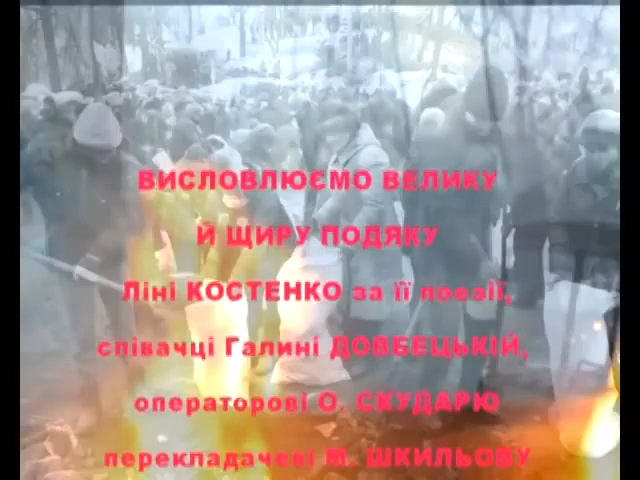 ВИСЛОВЛЮЄМО ВЕЛИКУ
Й ЩИРУ ПОДЯКУ
Ліні КОСТЕНКО за її поезії,
співачці Галині ДОВБЕЦЬКІЙ,
операторові О. СКУДАРЮ
перекладачеві М. ШКИЛЬОВУ